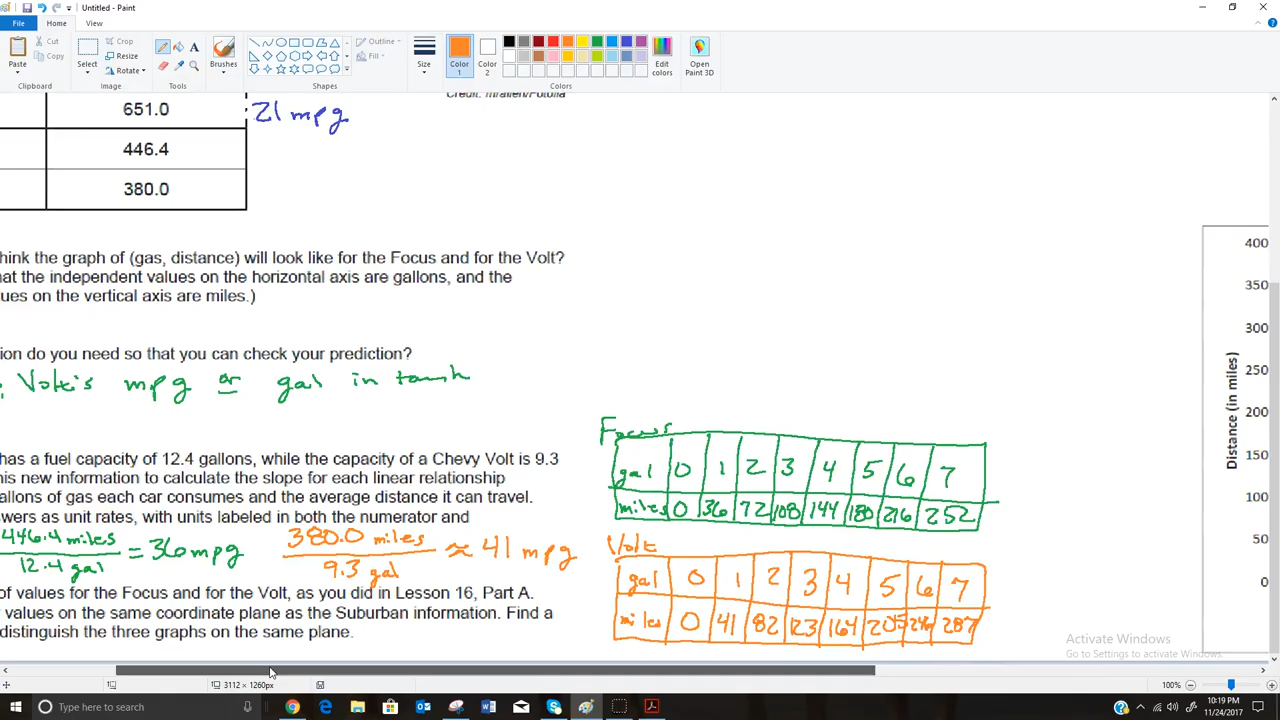 Untitled - Paint
File
Home
View
Paste
Cut
Copy
Clipboard
Select
Crop
Resize
Rotate
Image
Tools
Brushes
Shapes
Outline
Fill
Size
Color 1
Color 2
Colors
Edit colors
Open Paint 3D
651.0
21 mpg
446.4
380.0
hink the graph of (gas, distance) will look like for the Focus and for the Volt?
hat the independent values on the horizontal axis are gallons, and the
ues on the vertical axis are miles.)
ion do you need so that you can check your prediction?
Volt's mpg or gal in tank
has a fuel capacity of 12.4 gallons, while the capacity of a Chevy Volt is 9.3
his new information to calculate the slope for each linear relationship
allons of gas each car consumes and the average distance it can travel.
swers as unit rates, with units labeled in both the numerator and
446.4 miles
12.4 gal
= 36 mpg
380.0 miles
9.3 gal
≈ 41 mpg
of values for the Focus and for the Volt, as you did in Lesson 16, Part A.
r values on the same coordinate plane as the Suburban information. Find a
distinguish the three graphs on the same plane.
Focus
gal 0 1 2 3 4 5 6 7
miles 0 36 72 108 144 180 216 252
Volt
gal 0 1 2 3 4 5 6 7
miles 0 41 82 123 164 205 246 287
Distance (in miles)
400
350
300
250
200
150
100
50
0
Activate Windows
Go to Settings to activate Windows.
3112 × 1260px
100%
Type here to search
10:19 PM
11/24/2017